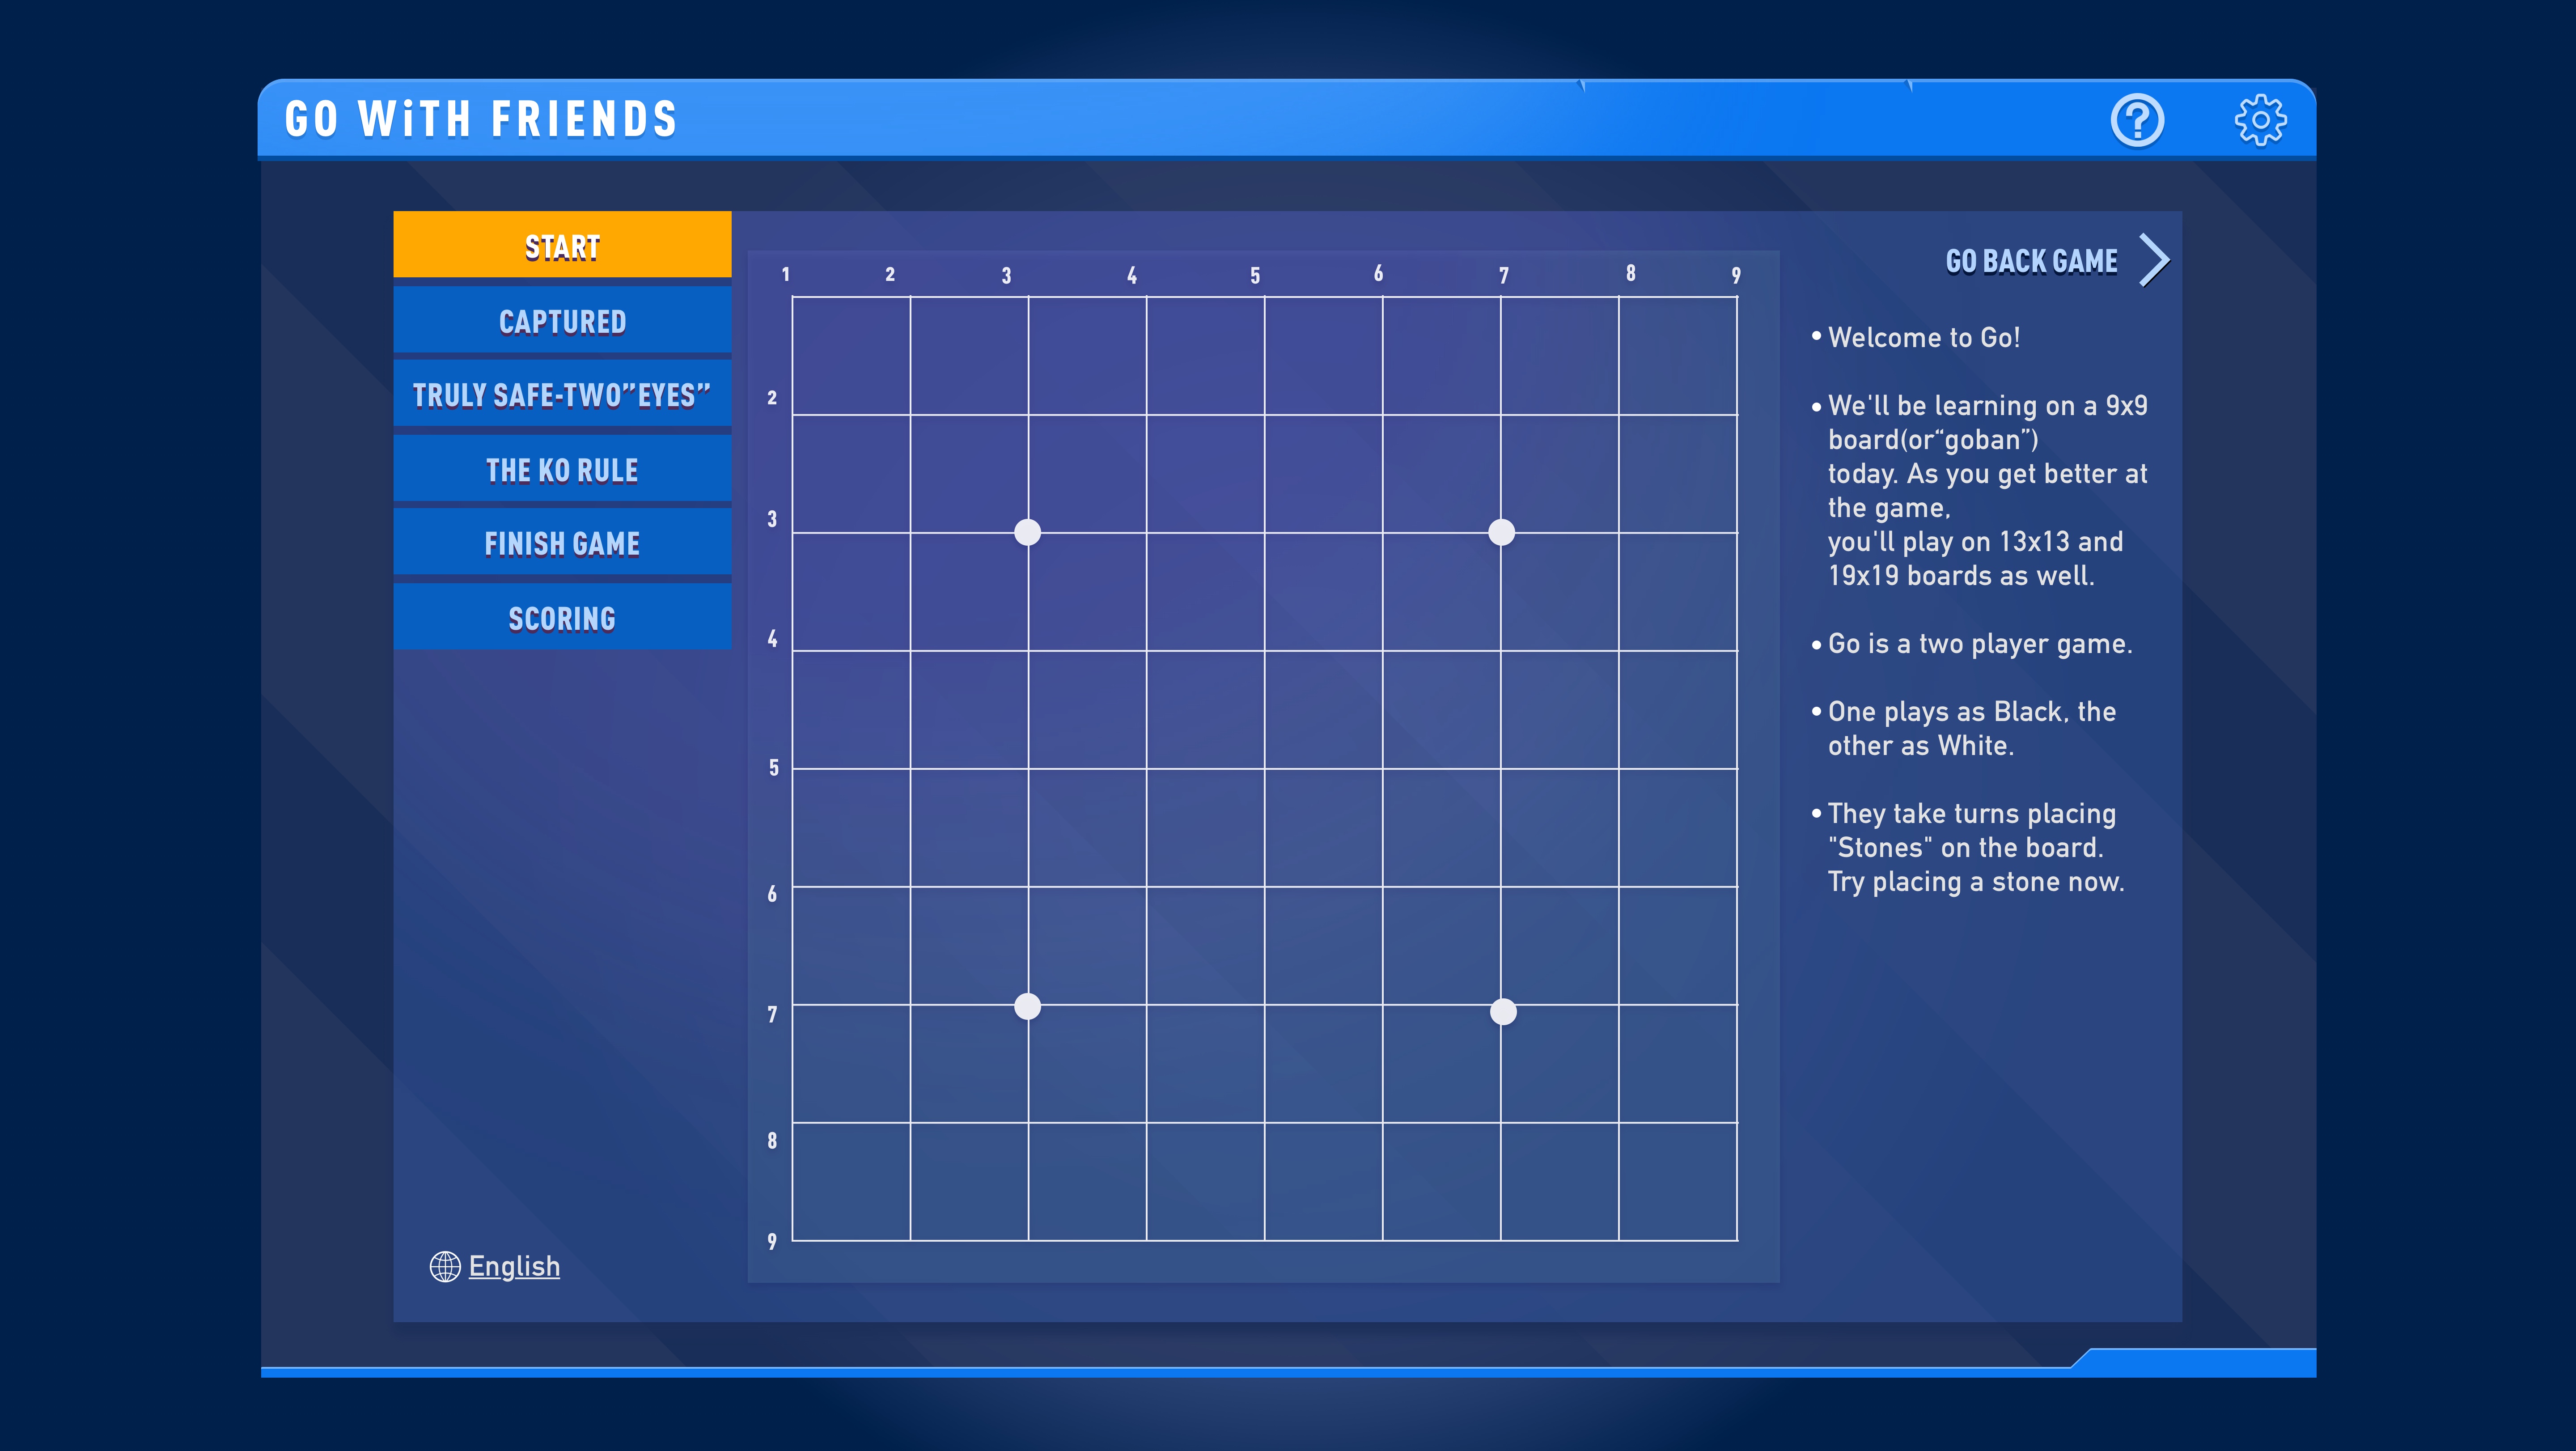 GO WiTH FRIENDS
START
CAPTURED
TRULY SAFE-TWO”EYES”
THE KO RULE
FINISH GAME
SCORING
English
1 2 3 4 5 6 7 8 9
2
3
4
5
6
7
8
9
GO BACK GAME
• Welcome to Go!
• We'll be learning on a 9x9
board(or“goban”)
today. As you get better at
the game,
you'll play on 13x13 and
19x19 boards as well.
• Go is a two player game.
• One plays as Black, the
other as White.
• They take turns placing
"Stones" on the board.
Try placing a stone now.